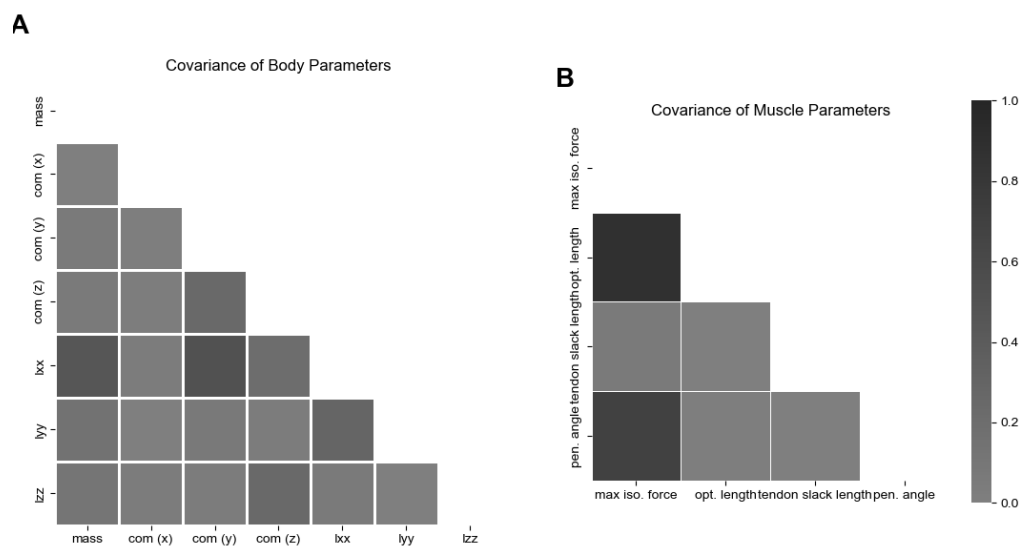 A
Covariance of Body Parameters
mass
com (x)
com (y)
com (z)
Ixx
Iyy
Izz
mass com (x) com (y) com (z) Ixx Iyy Izz
B
Covariance of Muscle Parameters
max iso. force
opt. length
tendon slack length
pen. angle
max iso. force opt. length tendon slack length pen. angle
1.0
0.8
0.6
0.4
0.2
0.0